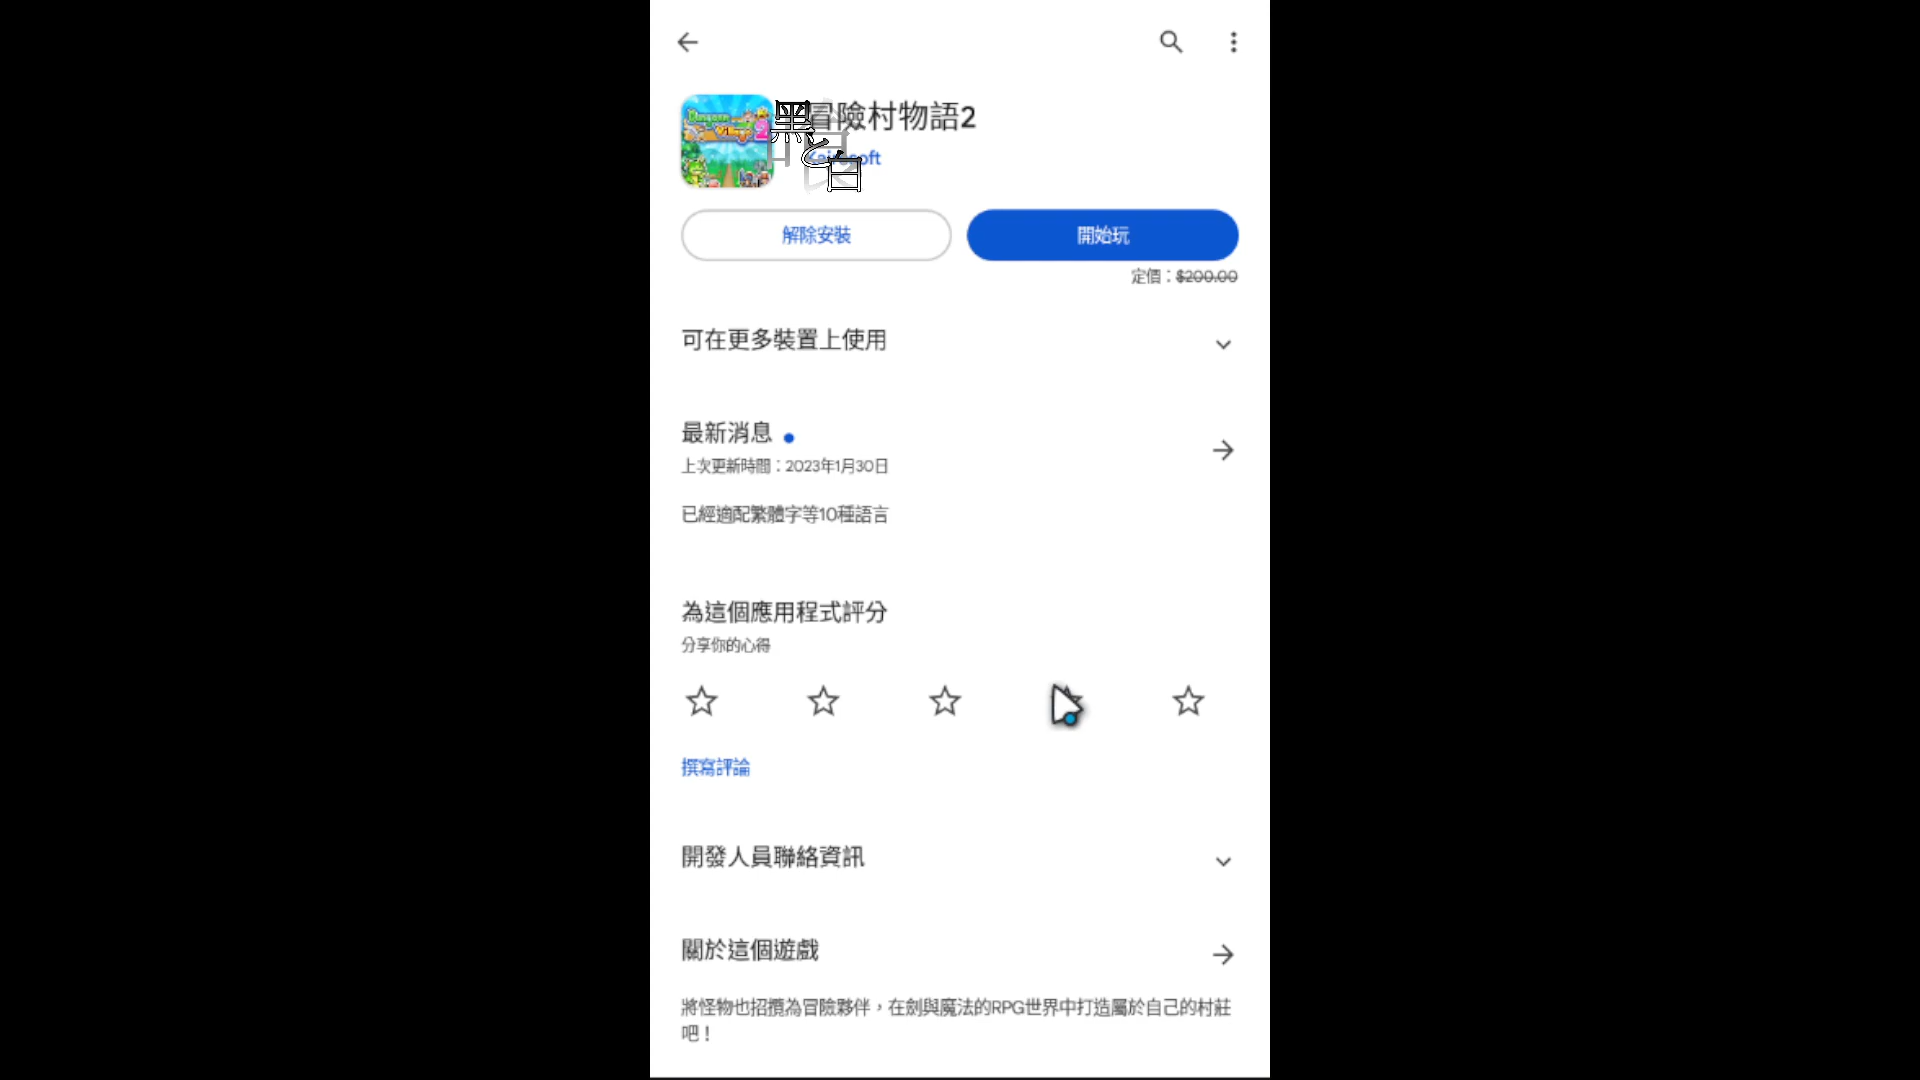 冒險村物語2
Kairosoft
黑
白
Dungeon
Village
2
解除安裝
開始玩
定價：$200.00
可在更多裝置上使用
最新消息
上次更新時間：2023年1月30日
已經適配繁體字等10種語言
為這個應用程式評分
分享你的心得
撰寫評論
開發人員聯絡資訊
關於這個遊戲
將怪物也招攬為冒險夥伴，在劍與魔法的RPG世界中打造屬於自己的村莊
吧！